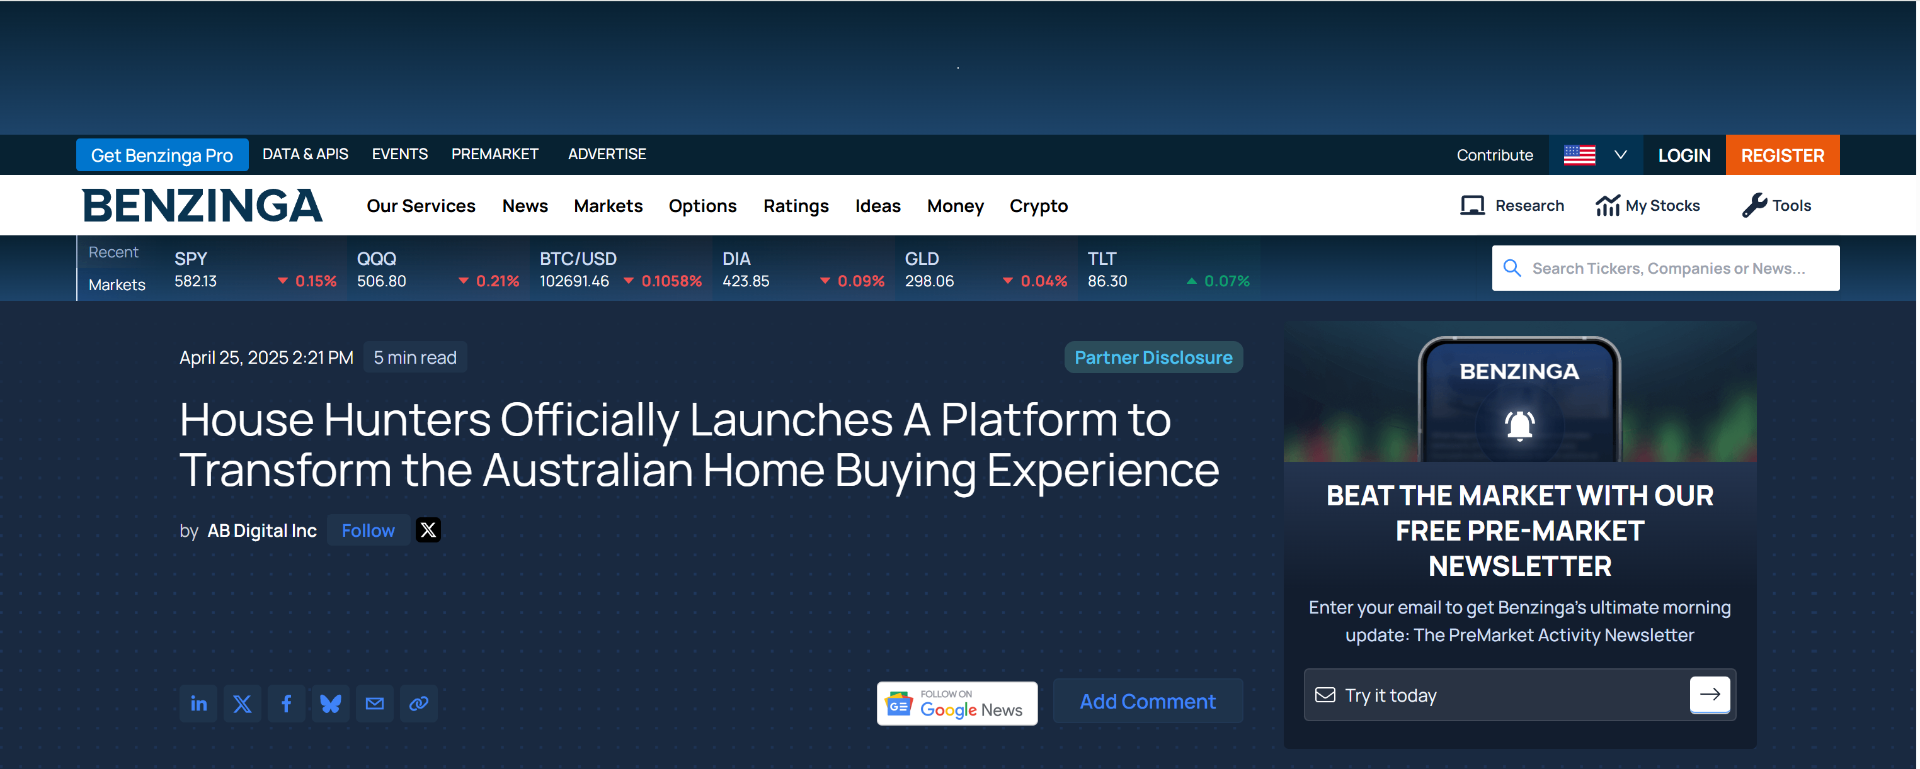 Get Benzinga Pro DATA & APIS EVENTS PREMARKET ADVERTISE Contribute LOGIN REGISTER
BENZINGA Our Services News Markets Options Ratings Ideas Money Crypto Research My Stocks Tools
Recent
Markets
SPY
582.13 0.15%
QQQ
506.80 0.21%
BTC/USD
102691.46 0.1058%
DIA
423.85 0.09%
GLD
298.06 0.04%
TLT
86.30 0.07%
Search Tickers, Companies or News...
April 25, 2025 2:21 PM 5 min read Partner Disclosure
House Hunters Officially Launches A Platform to
Transform the Australian Home Buying Experience
by AB Digital Inc Follow X
in X f
GE FOLLOW ON
Google News
Add Comment
BENZINGA
BEAT THE MARKET WITH OUR
FREE PRE-MARKET
NEWSLETTER
Enter your email to get Benzinga's ultimate morning
update: The PreMarket Activity Newsletter
Try it today